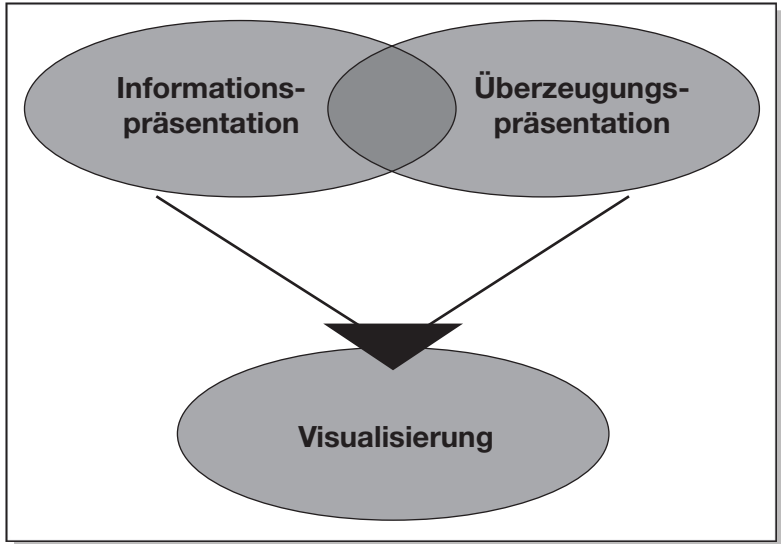 Informations-
präsentation
Überzeugungs-
präsentation
Visualisierung